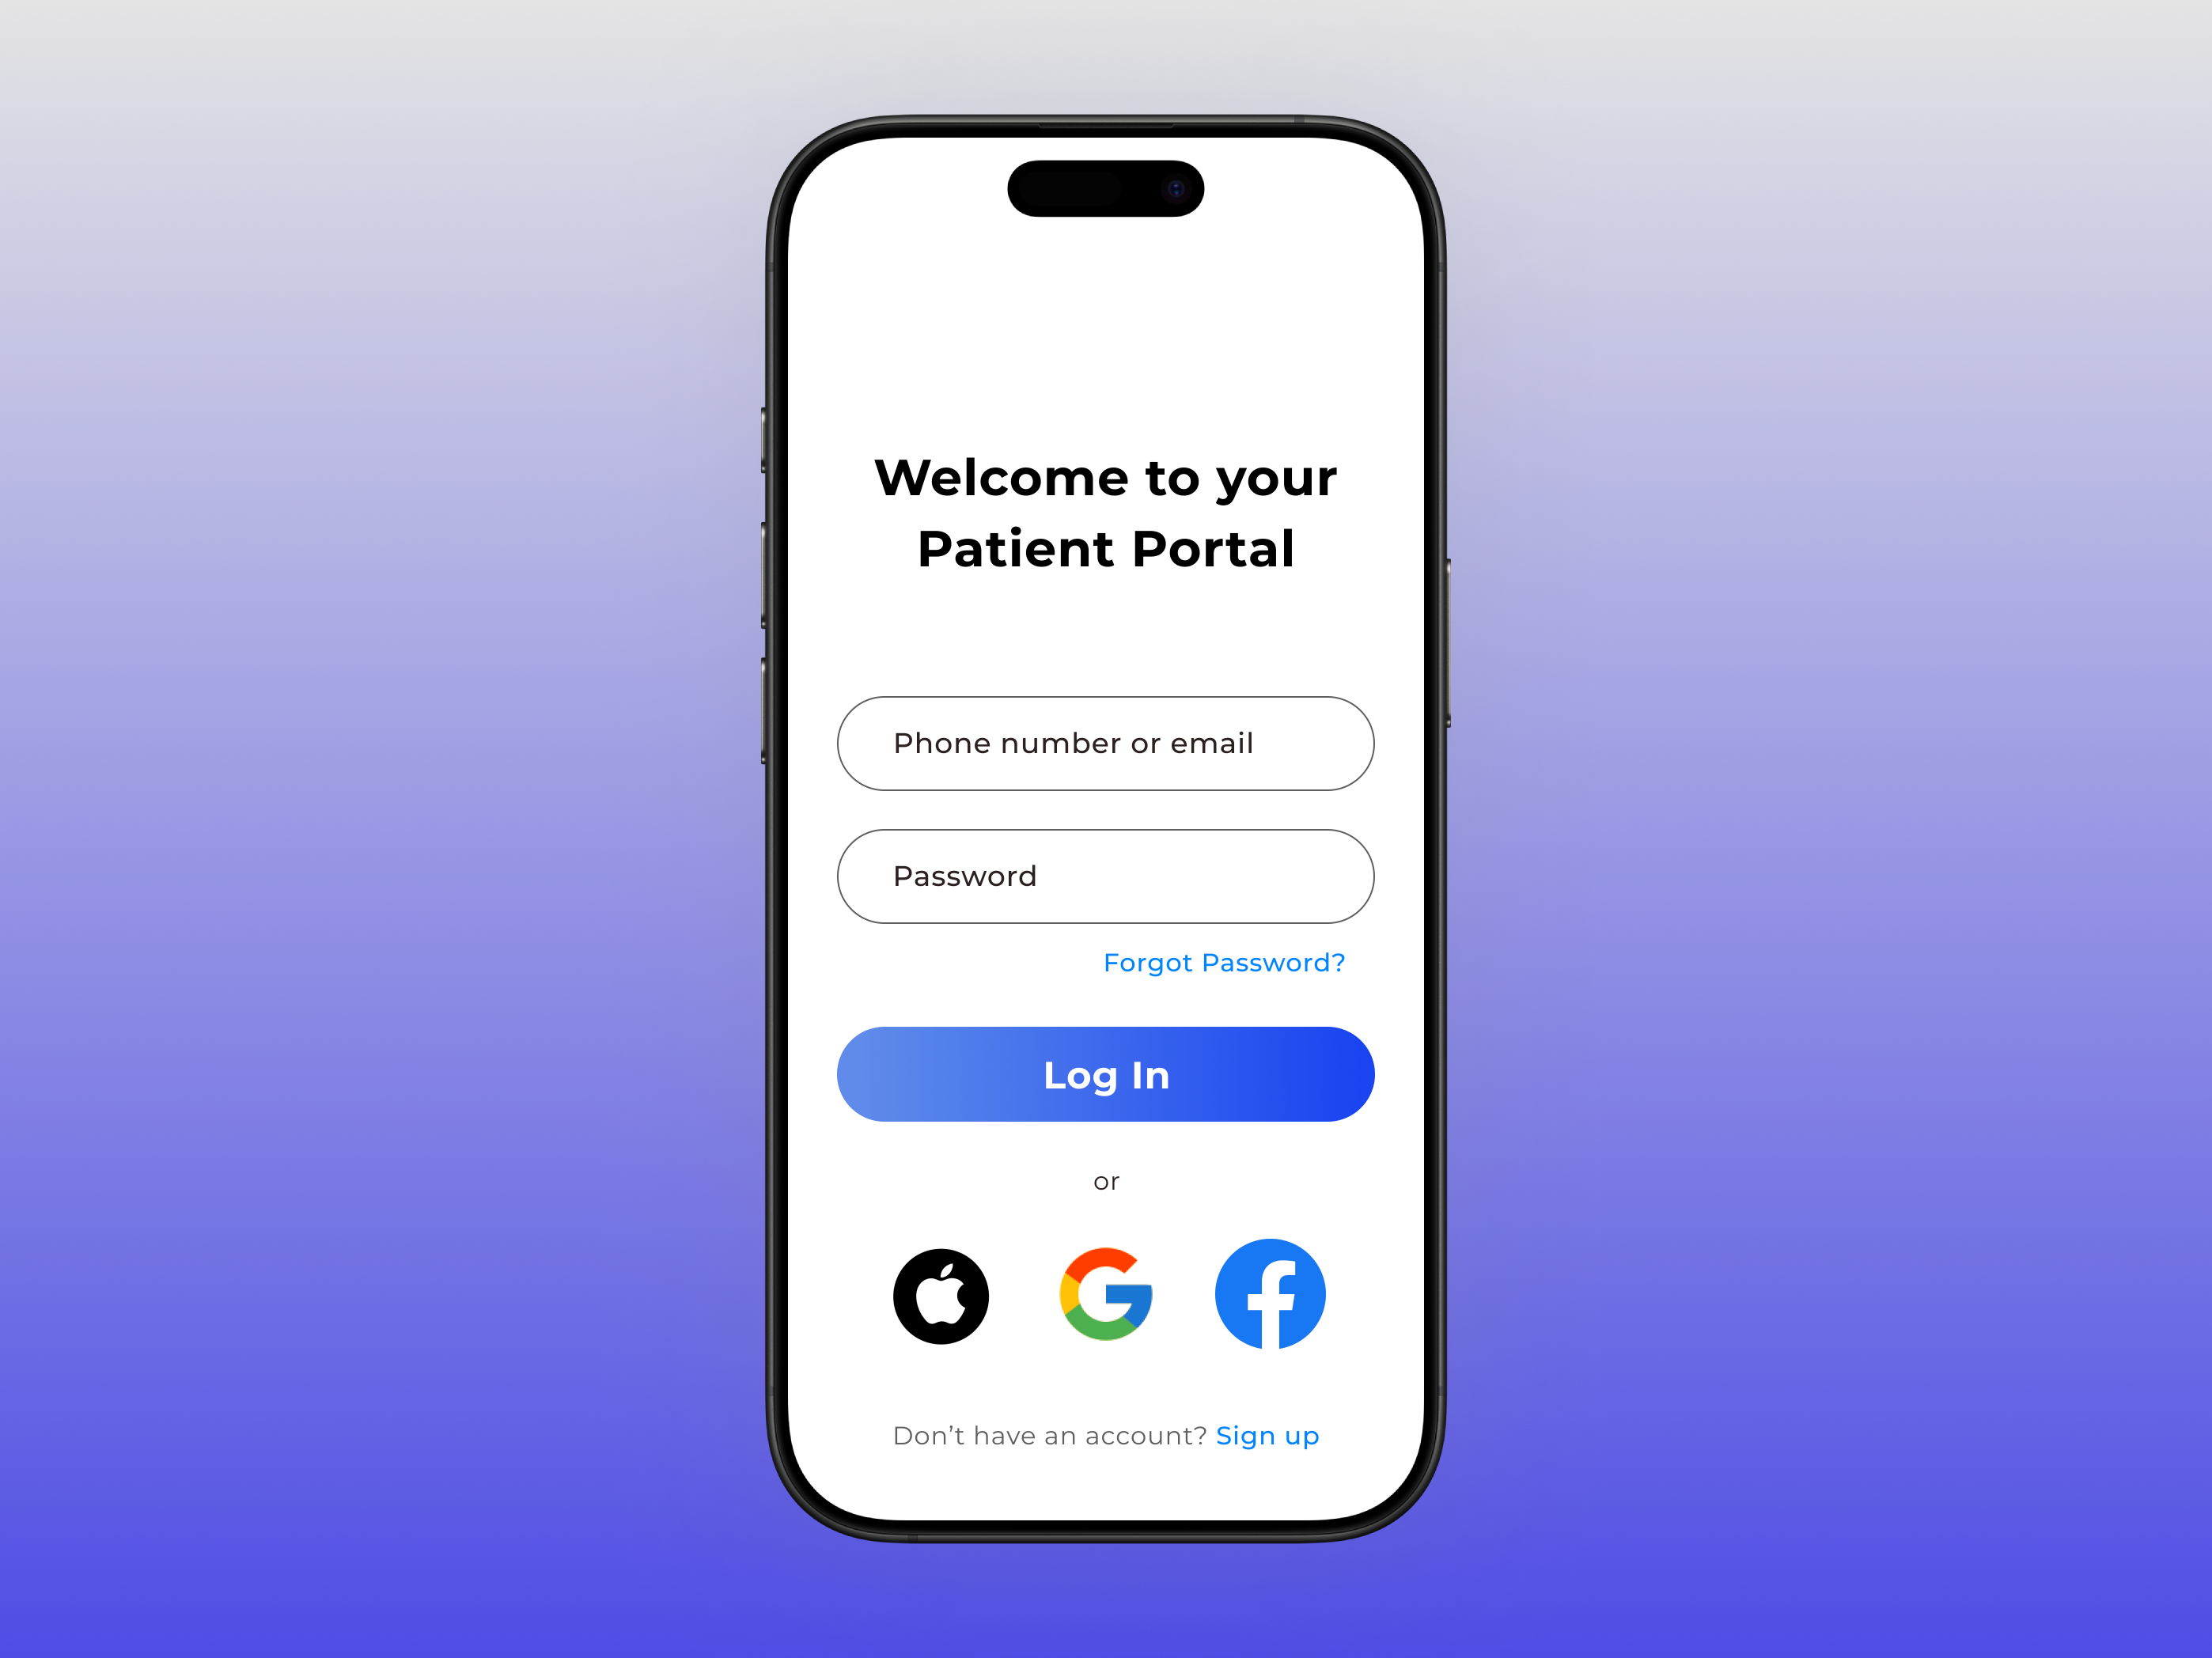 Welcome to your
Patient Portal
Phone number or email
Password
Forgot Password?
Log In
or
Don’t have an account? Sign up